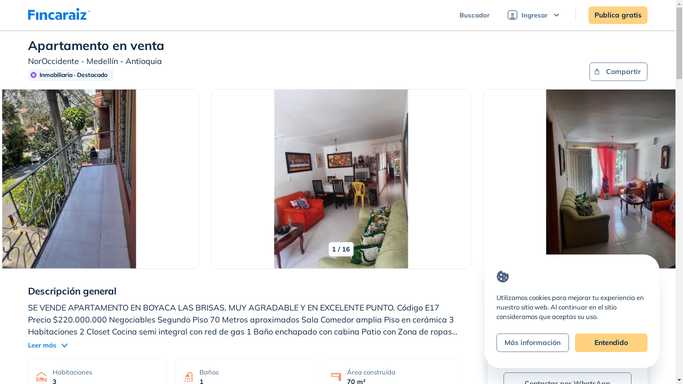 Fincaraiz
Buscador
Ingresar
Publica gratis
Apartamento en venta
NorOccidente - Medellín - Antioquia
Inmobiliaria · Destacado
Compartir
1 / 16
Descripción general
SE VENDE APARTAMENTO EN BOYACA LAS BRISAS. MUY AGRADABLE Y EN EXCELENTE PUNTO. Código E17
Precio $220.000.000 Negociables Segundo Piso 70 Metros aproximados Sala Comedor amplia Piso en cerámica 3
Habitaciones 2 Closet Cocina semi integral con red de gas 1 Baño enchapado con cabina Patio con Zona de ropas...
Leer más
Habitaciones
3
Baños
1
Área construida
70 m²
Utilizamos cookies para mejorar tu experiencia en
nuestro sitio web. Al continuar en el sitio
consideramos que aceptas su uso.
Más información
Entendido
Contactar por WhatsApp